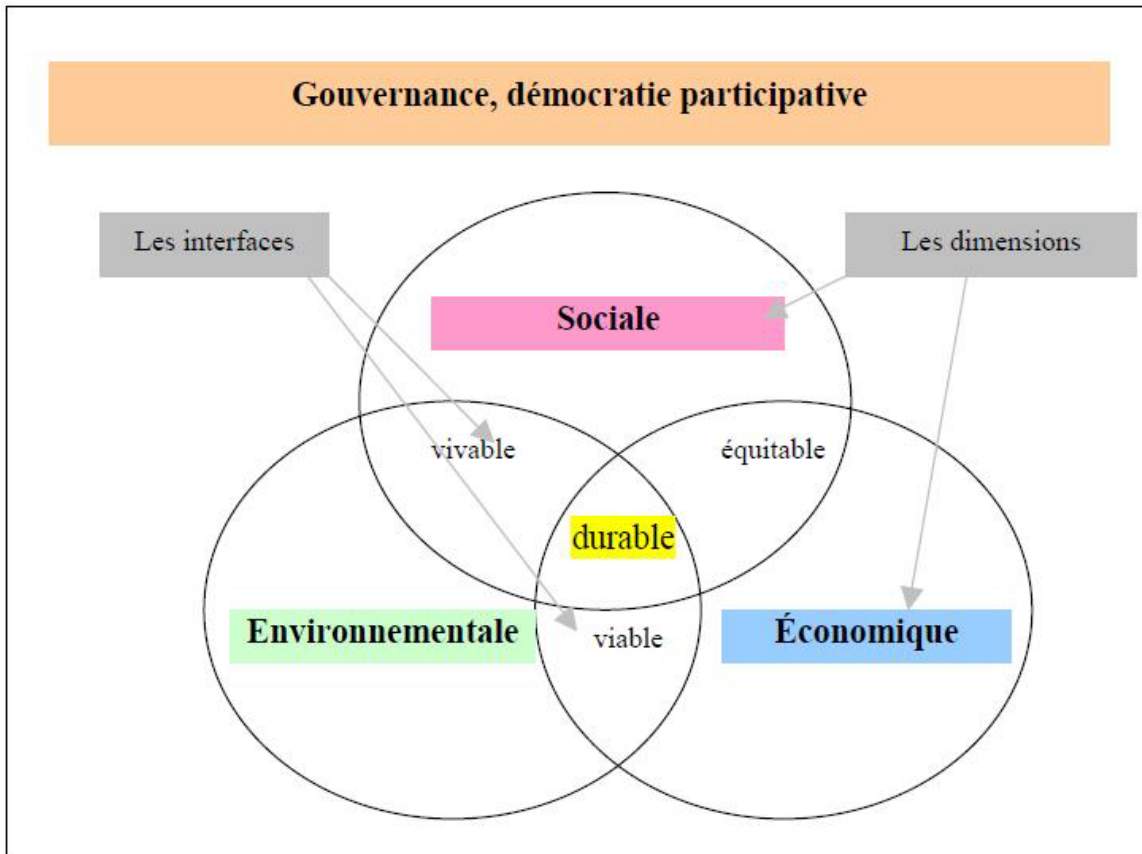 Gouvernance, démocratie participative
Les interfaces
Les dimensions
Sociale
vivable
équitable
durable
Environnementale
viable
Économique